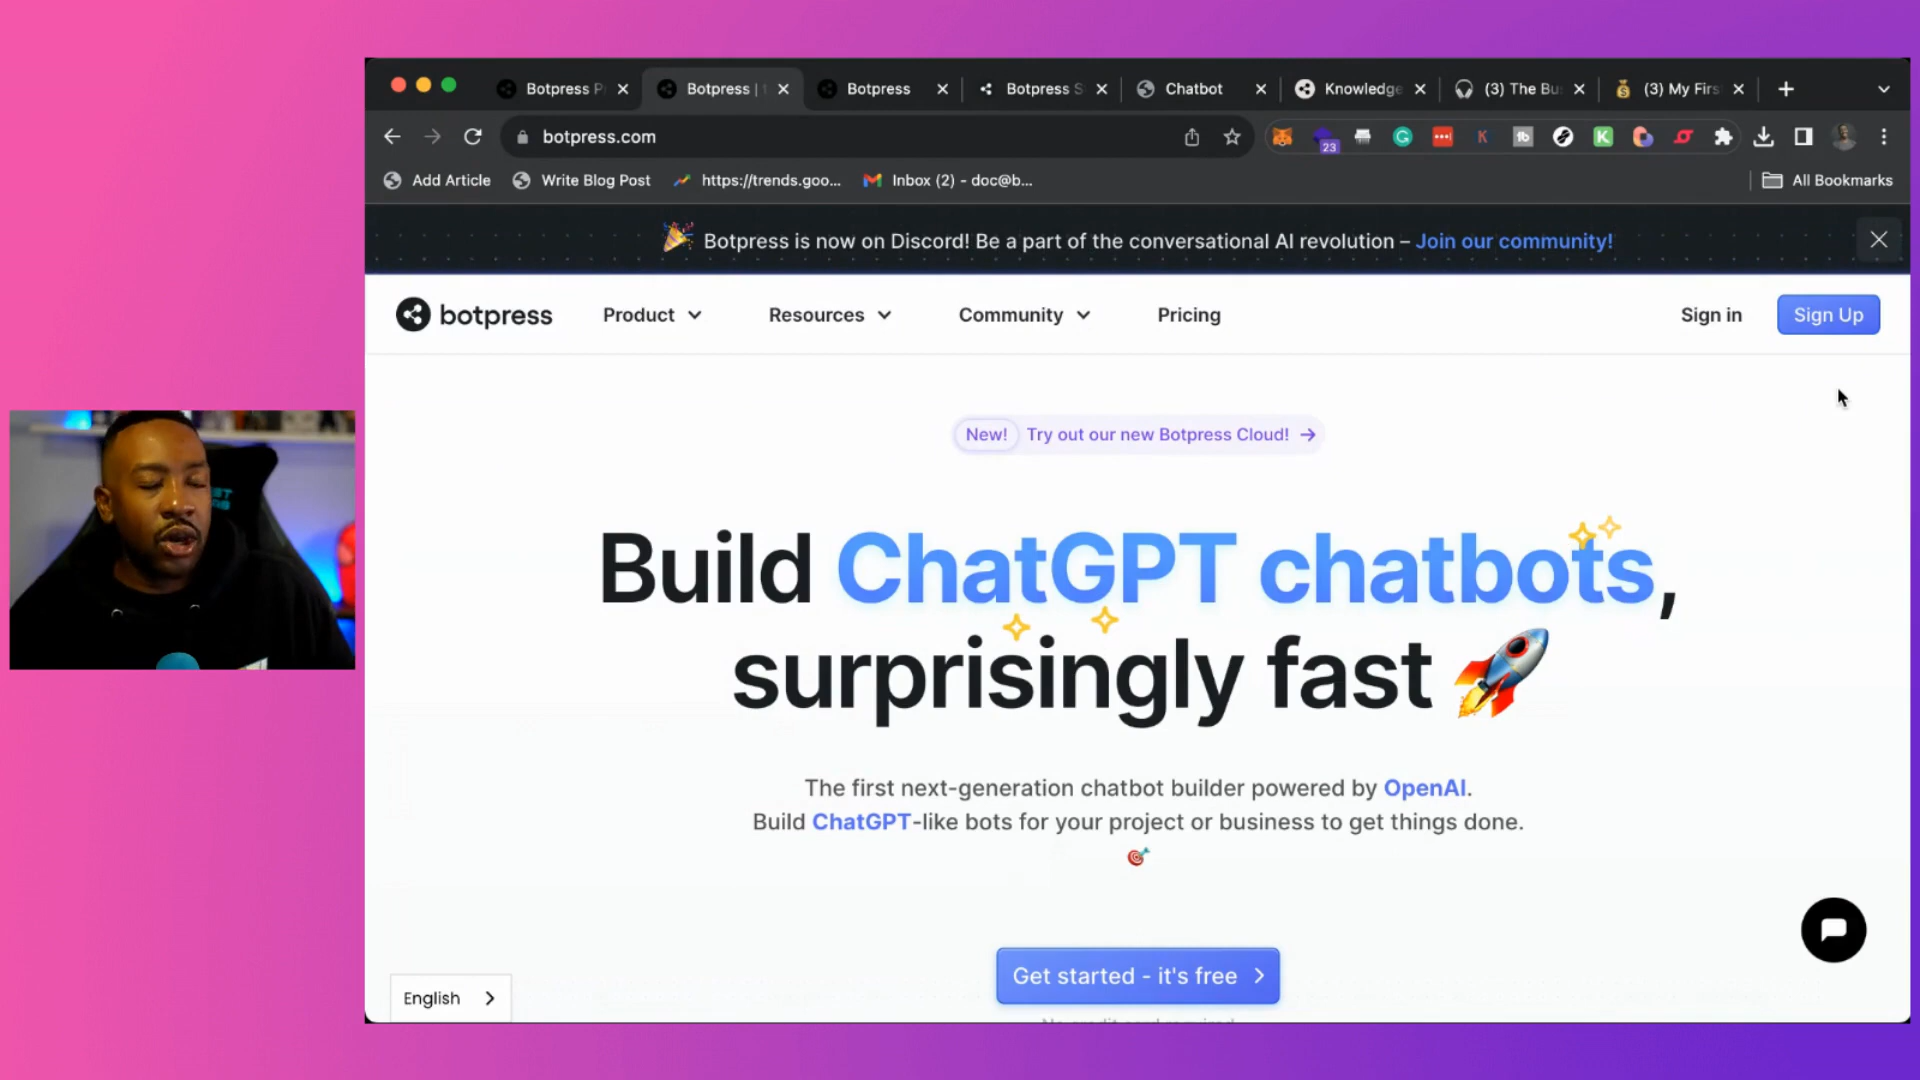 Botpress P
Botpress | t
Botpress
Botpress S
Chatbot
Knowledge
(3) The Bu
(3) My Firs
botpress.com
23
Add Article
Write Blog Post
https://trends.goo...
Inbox (2) - doc@b...
All Bookmarks
Botpress is now on Discord! Be a part of the conversational AI revolution – Join our community!
botpress
Product
Resources
Community
Pricing
Sign in
Sign Up
New! Try out our new Botpress Cloud! →
Build ChatGPT chatbots,
surprisingly fast
The first next-generation chatbot builder powered by OpenAI.
Build ChatGPT-like bots for your project or business to get things done.
Get started - it's free
English